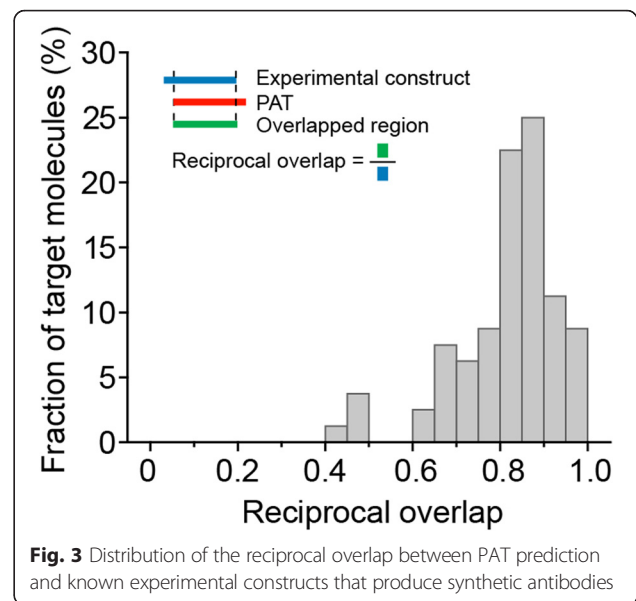 30
25
20
15
10
5
0
Fraction of target molecules (%)
Experimental construct
PAT
Overlapped region
Reciprocal overlap =
0 0.2 0.4 0.6 0.8 1.0
Reciprocal overlap
Fig. 3 Distribution of the reciprocal overlap between PAT prediction
and known experimental constructs that produce synthetic antibodies